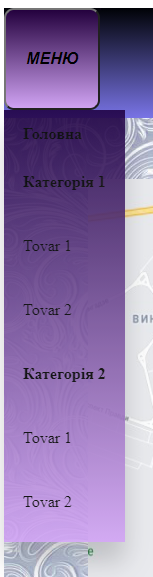 МЕНЮ
Головна
Категорія 1
Tovar 1
Tovar 2
Категорія 2
Tovar 1
Tovar 2